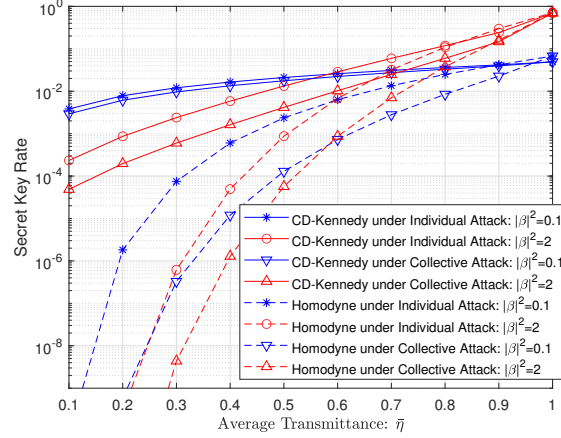 10^0
10^-2
10^-4
10^-6
10^-8
Secret Key Rate
CD-Kennedy under Individual Attack: |β|^2=0.1
CD-Kennedy under Individual Attack: |β|^2=2
CD-Kennedy under Collective Attack: |β|^2=0.1
CD-Kennedy under Collective Attack: |β|^2=2
Homodyne under Individual Attack: |β|^2=0.1
Homodyne under Individual Attack: |β|^2=2
Homodyne under Collective Attack: |β|^2=0.1
Homodyne under Collective Attack: |β|^2=2
0.1 0.2 0.3 0.4 0.5 0.6 0.7 0.8 0.9 1
Average Transmittance: η̄